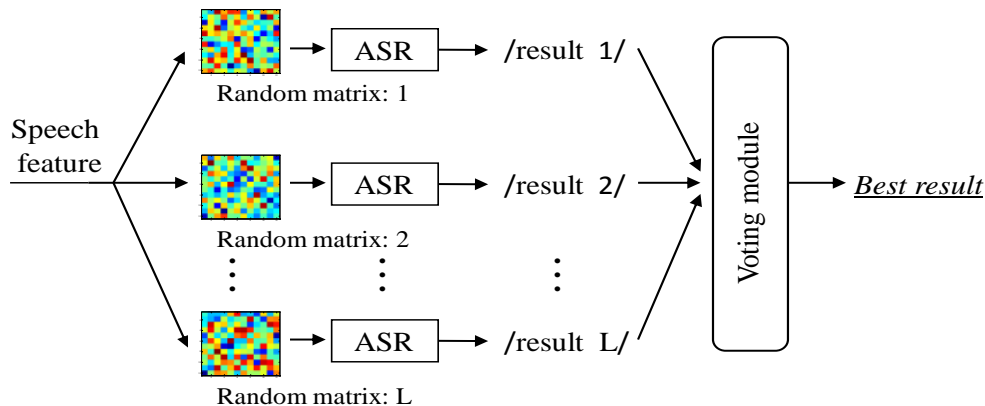 Speech
feature
Random matrix: 1
ASR
/result 1/
Random matrix: 2
ASR
/result 2/
Random matrix: L
ASR
/result L/
Voting module
Best result